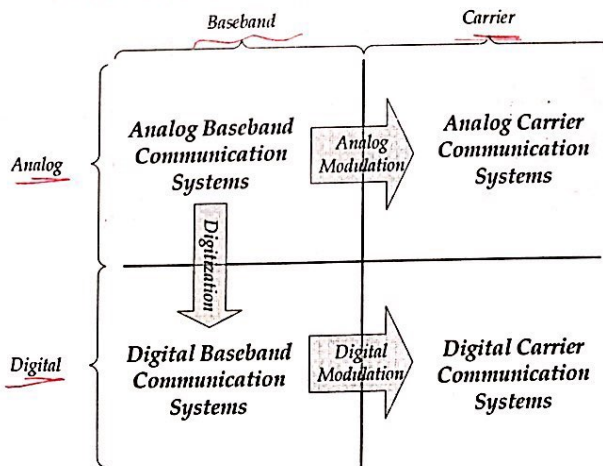 Baseband
Carrier
Analog
Analog Baseband
Communication
Systems
Analog
Modulation
Analog Carrier
Communication
Systems
Digitization
Digital
Digital Baseband
Communication
Systems
Digital
Modulation
Digital Carrier
Communication
Systems